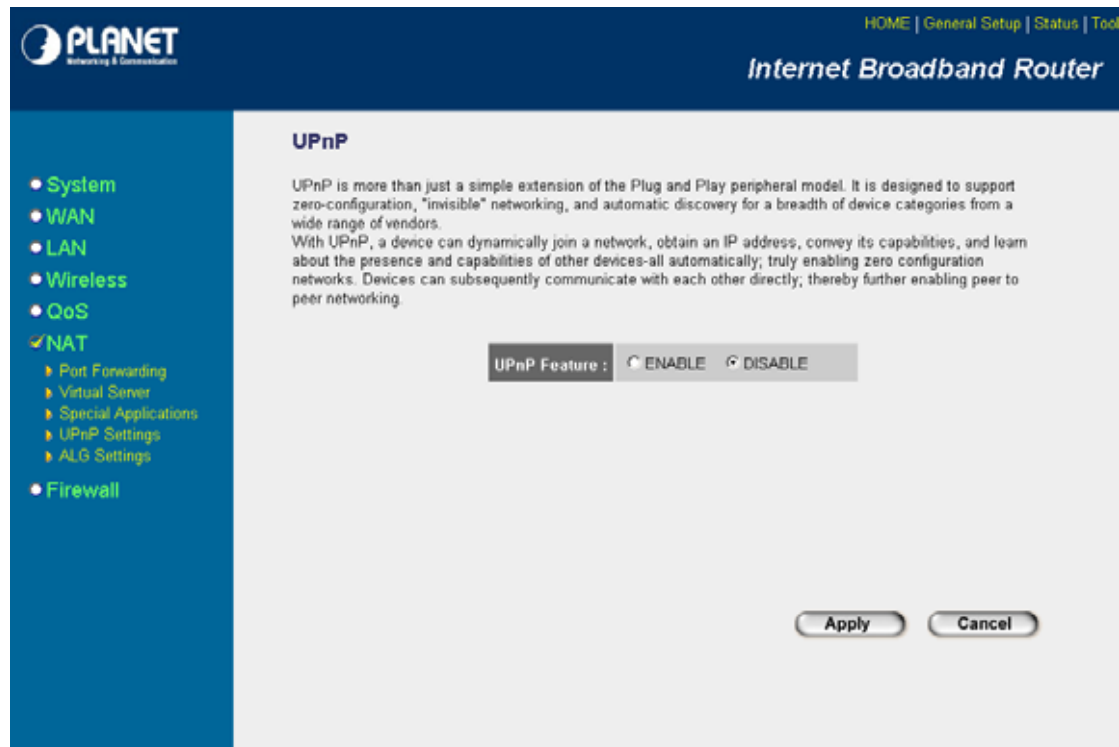 PLANET
Networking & Communication
HOME | General Setup | Status | Tool
Internet Broadband Router
System
WAN
LAN
Wireless
QoS
NAT
Port Forwarding
Virtual Server
Special Applications
UPnP Settings
ALG Settings
Firewall
UPnP
UPnP is more than just a simple extension of the Plug and Play peripheral model. It is designed to support
zero-configuration, "invisible" networking, and automatic discovery for a breadth of device categories from a
wide range of vendors.
With UPnP, a device can dynamically join a network, obtain an IP address, convey its capabilities, and learn
about the presence and capabilities of other devices-all automatically; truly enabling zero configuration
networks. Devices can subsequently communicate with each other directly; thereby further enabling peer to
peer networking.
UPnP Feature : ENABLE DISABLE
Apply Cancel